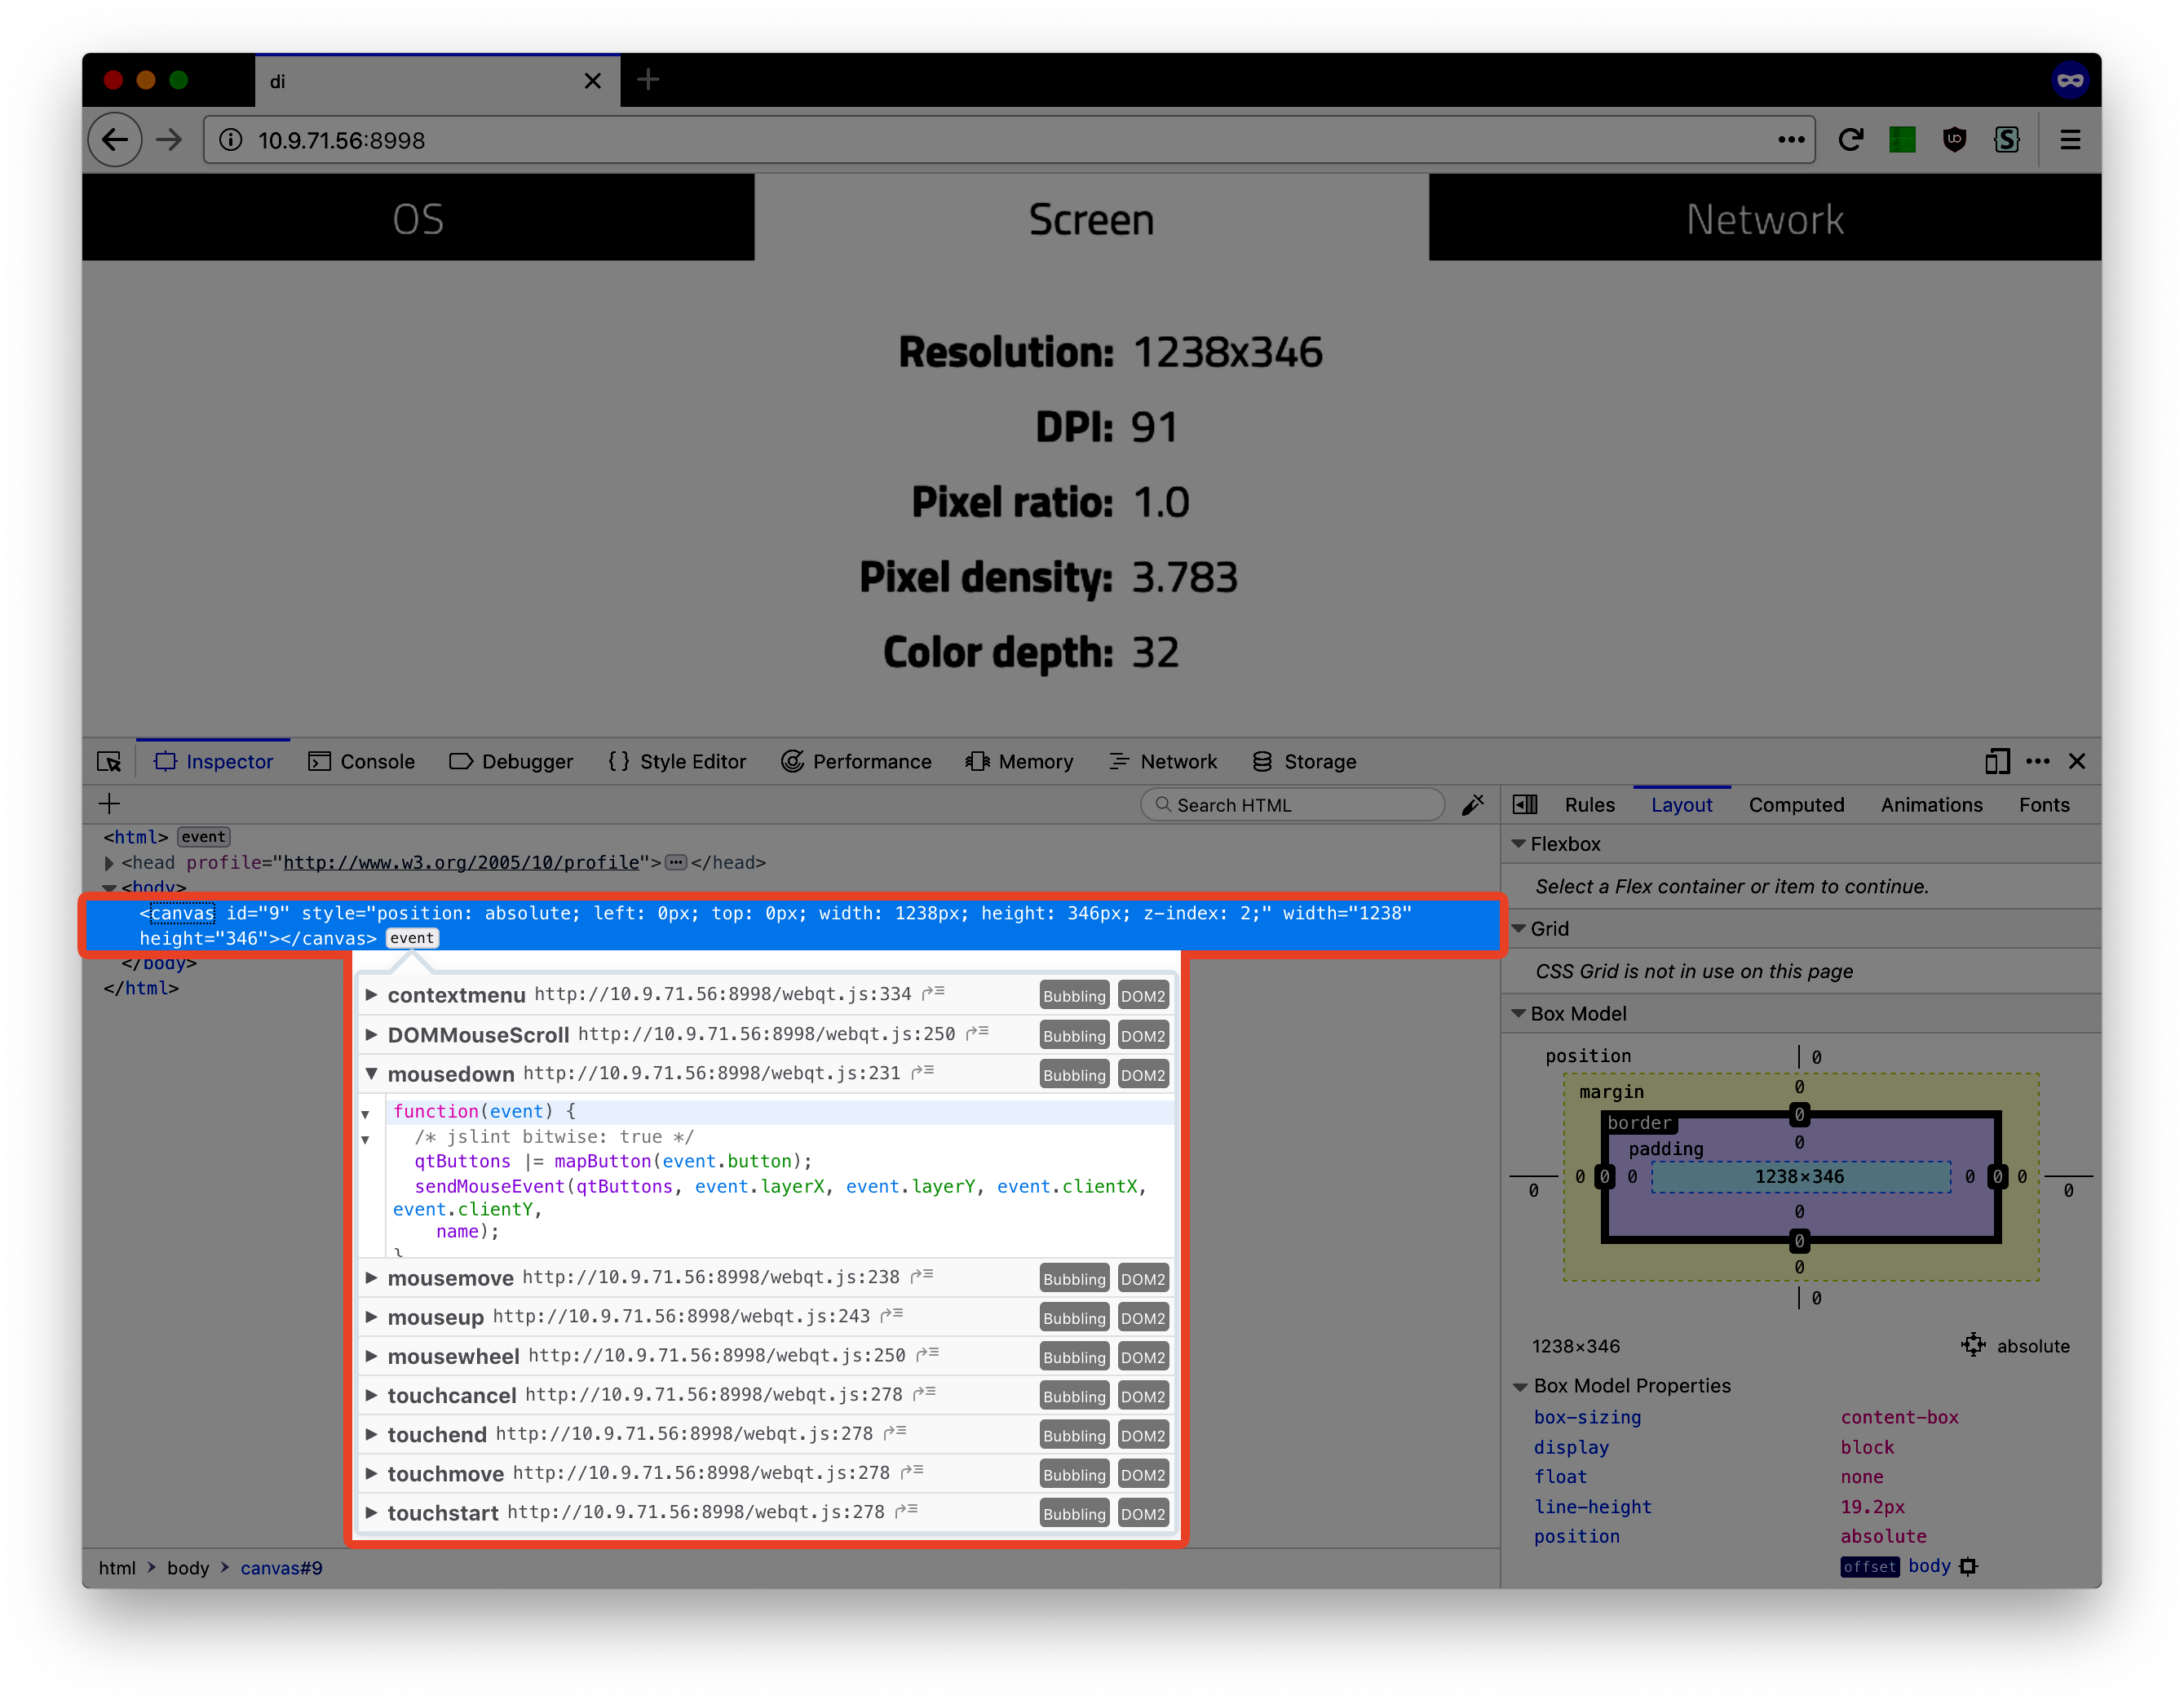 di
10.9.71.56:8998
OS
Screen
Network
Resolution: 1238x346
DPI: 91
Pixel ratio: 1.0
Pixel density: 3.783
Color depth: 32
Inspector
Console
Debugger
{} Style Editor
Performance
Memory
Network
Storage
Search HTML
Rules
Layout
Computed
Animations
Fonts
<html> event
<head profile="http://www.w3.org/2005/10/profile">…</head>
<body>
<canvas id="9" style="position: absolute; left: 0px; top: 0px; width: 1238px; height: 346px; z-index: 2;" width="1238"
height="346"></canvas> event
</body>
</html>
contextmenu http://10.9.71.56:8998/webqt.js:334 Bubbling DOM2
DOMMouseScroll http://10.9.71.56:8998/webqt.js:250 Bubbling DOM2
mousedown http://10.9.71.56:8998/webqt.js:231 Bubbling DOM2
function(event) {
/* jslint bitwise: true */
qtButtons |= mapButton(event.button);
sendMouseEvent(qtButtons, event.layerX, event.layerY, event.clientX,
event.clientY,
name);
}
mousemove http://10.9.71.56:8998/webqt.js:238 Bubbling DOM2
mouseup http://10.9.71.56:8998/webqt.js:243 Bubbling DOM2
mousewheel http://10.9.71.56:8998/webqt.js:250 Bubbling DOM2
touchcancel http://10.9.71.56:8998/webqt.js:278 Bubbling DOM2
touchend http://10.9.71.56:8998/webqt.js:278 Bubbling DOM2
touchmove http://10.9.71.56:8998/webqt.js:278 Bubbling DOM2
touchstart http://10.9.71.56:8998/webqt.js:278 Bubbling DOM2
html > body > canvas#9
Flexbox
Select a Flex container or item to continue.
Grid
CSS Grid is not in use on this page
Box Model
position 0
margin 0
border 0
padding 0
0 0 0 0 1238×346 0 0 0 0
0
0
0
0
1238×346 absolute
Box Model Properties
box-sizing content-box
display block
float none
line-height 19.2px
position absolute
offset body